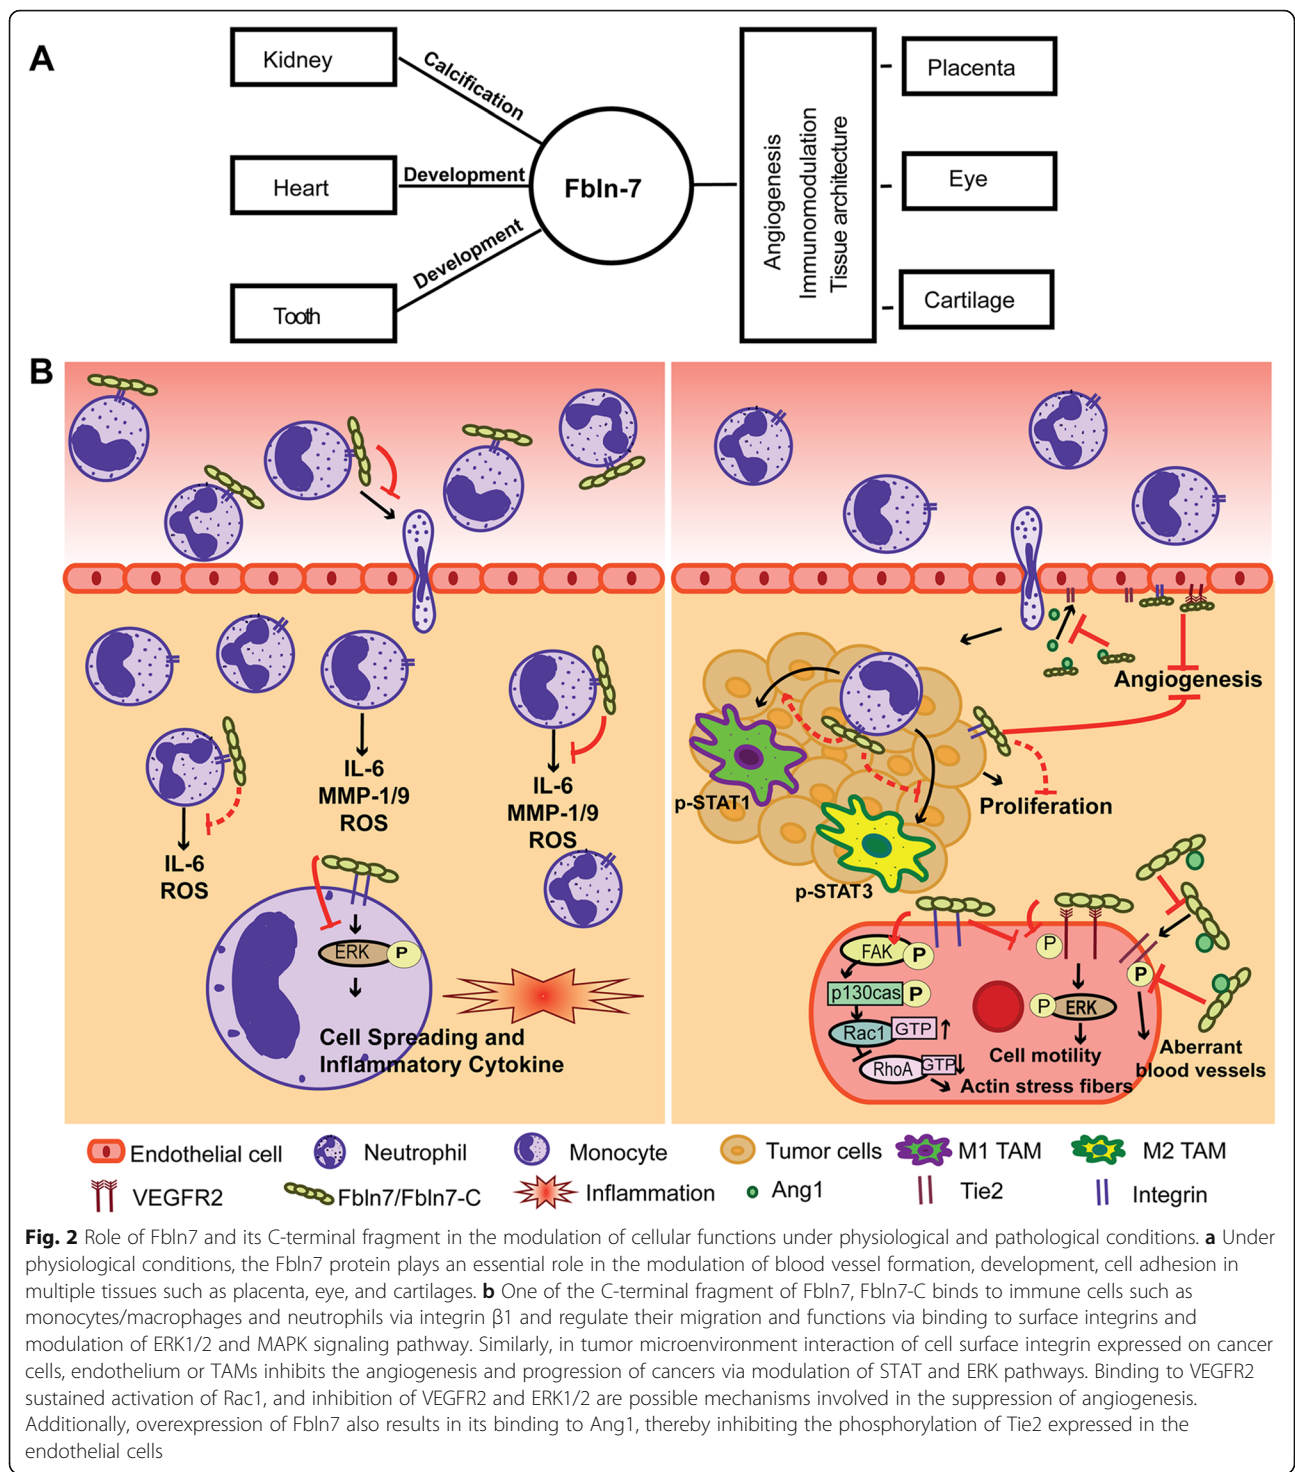 A
Kidney
Heart
Tooth
Calcification
Development
Development
Fbln-7
Angiogenesis
Immunomodulation
Tissue architecture
Placenta
Eye
Cartilage
B
IL-6
MMP-1/9
ROS
IL-6
MMP-1/9
ROS
IL-6
ROS
ERK
P
Cell Spreading and
Inflammatory Cytokine
Angiogenesis
p-STAT1
Proliferation
p-STAT3
FAK
P
p130cas
P
Rac1
GTP
RhoA
GTP
P
P
ERK
P
Cell motility
Actin stress fibers
Aberrant
blood vessels
Endothelial cell
Neutrophil
Monocyte
Tumor cells
M1 TAM
M2 TAM
VEGFR2
Fbln7/Fbln7-C
Inflammation
Ang1
Tie2
Integrin
Fig. 2 Role of Fbln7 and its C-terminal fragment in the modulation of cellular functions under physiological and pathological conditions. a Under
physiological conditions, the Fbln7 protein plays an essential role in the modulation of blood vessel formation, development, cell adhesion in
multiple tissues such as placenta, eye, and cartilages. b One of the C-terminal fragment of Fbln7, Fbln7-C binds to immune cells such as
monocytes/macrophages and neutrophils via integrin β1 and regulate their migration and functions via binding to surface integrins and
modulation of ERK1/2 and MAPK signaling pathway. Similarly, in tumor microenvironment interaction of cell surface integrin expressed on cancer
cells, endothelium or TAMs inhibits the angiogenesis and progression of cancers via modulation of STAT and ERK pathways. Binding to VEGFR2
sustained activation of Rac1, and inhibition of VEGFR2 and ERK1/2 are possible mechanisms involved in the suppression of angiogenesis.
Additionally, overexpression of Fbln7 also results in its binding to Ang1, thereby inhibiting the phosphorylation of Tie2 expressed in the
endothelial cells